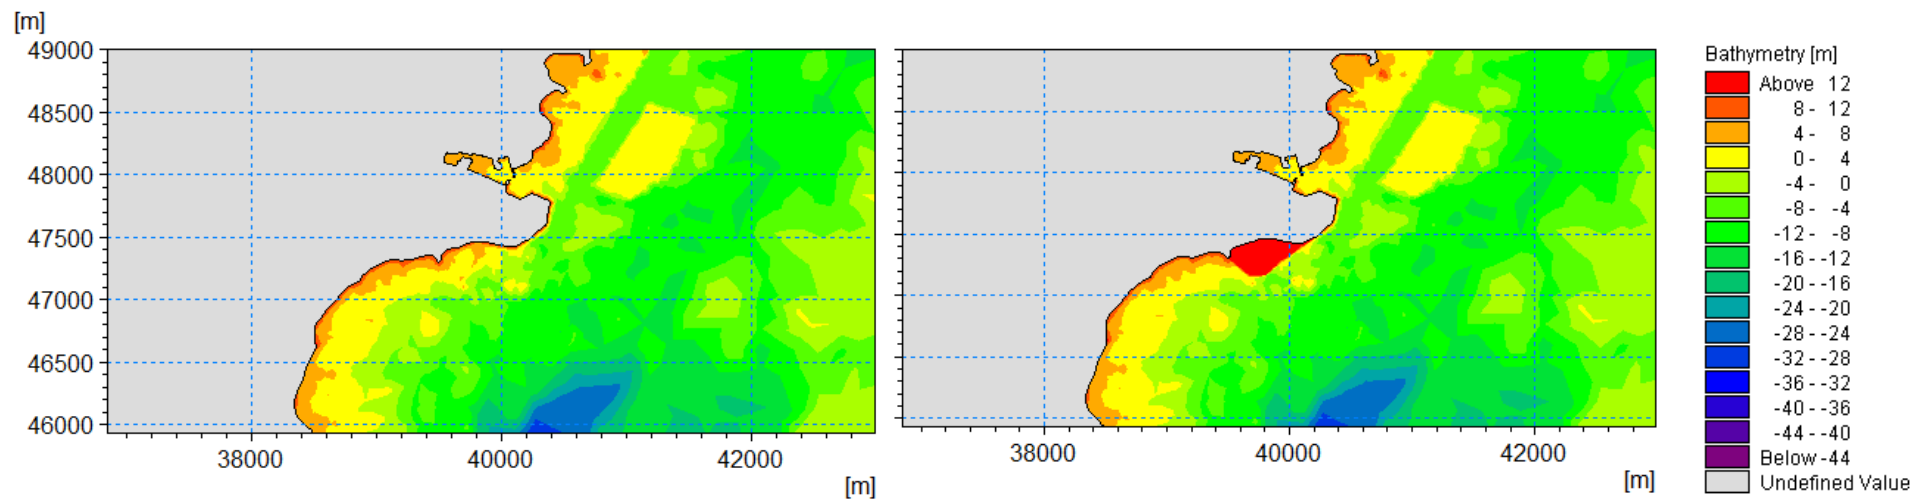 [m]
49000
48500
48000
47500
47000
46500
46000
38000 40000 42000
[m]
38000 40000 42000
[m]
Bathymetry [m]
Above 12
8 - 12
4 - 8
0 - 4
-4 - 0
-8 - -4
-12 - -8
-16 - -12
-20 - -16
-24 - -20
-28 - -24
-32 - -28
-36 - -32
-40 - -36
-44 - -40
Below -44
Undefined Value